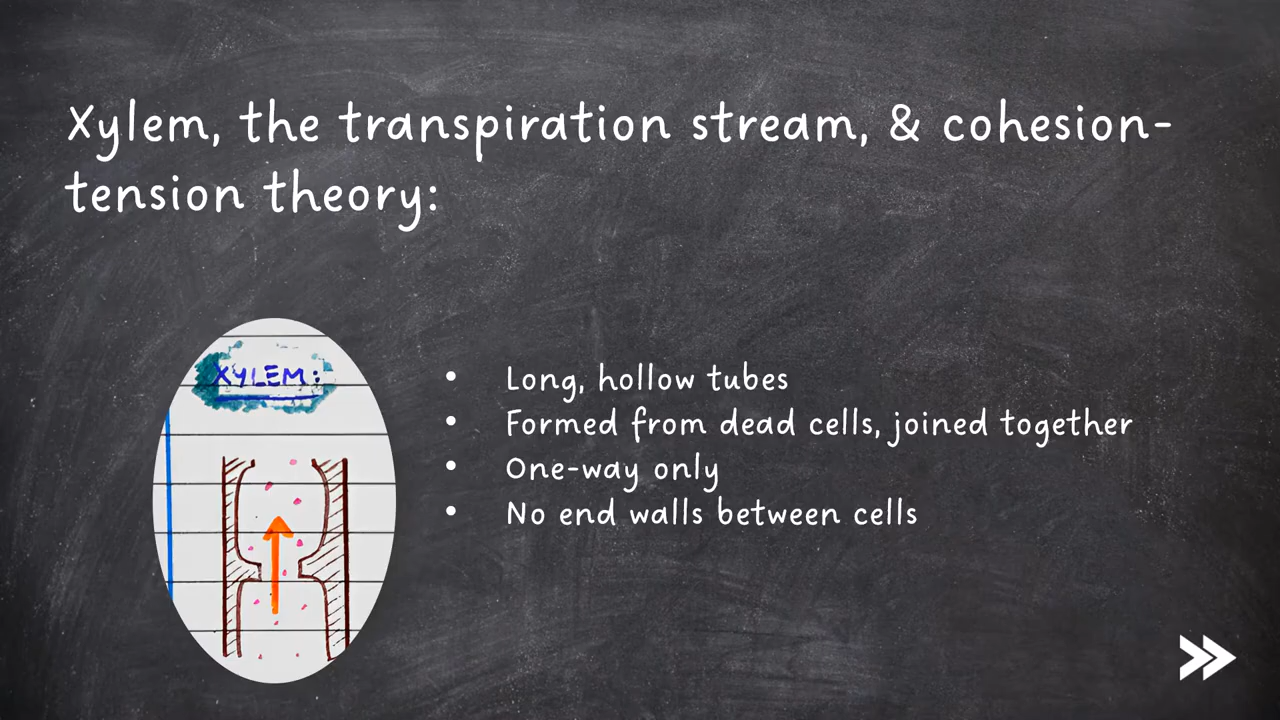 Xylem, the transpiration stream, & cohesion-
tension theory:
XYLEM:
• Long, hollow tubes
• Formed from dead cells, joined together
• One-way only
• No end walls between cells